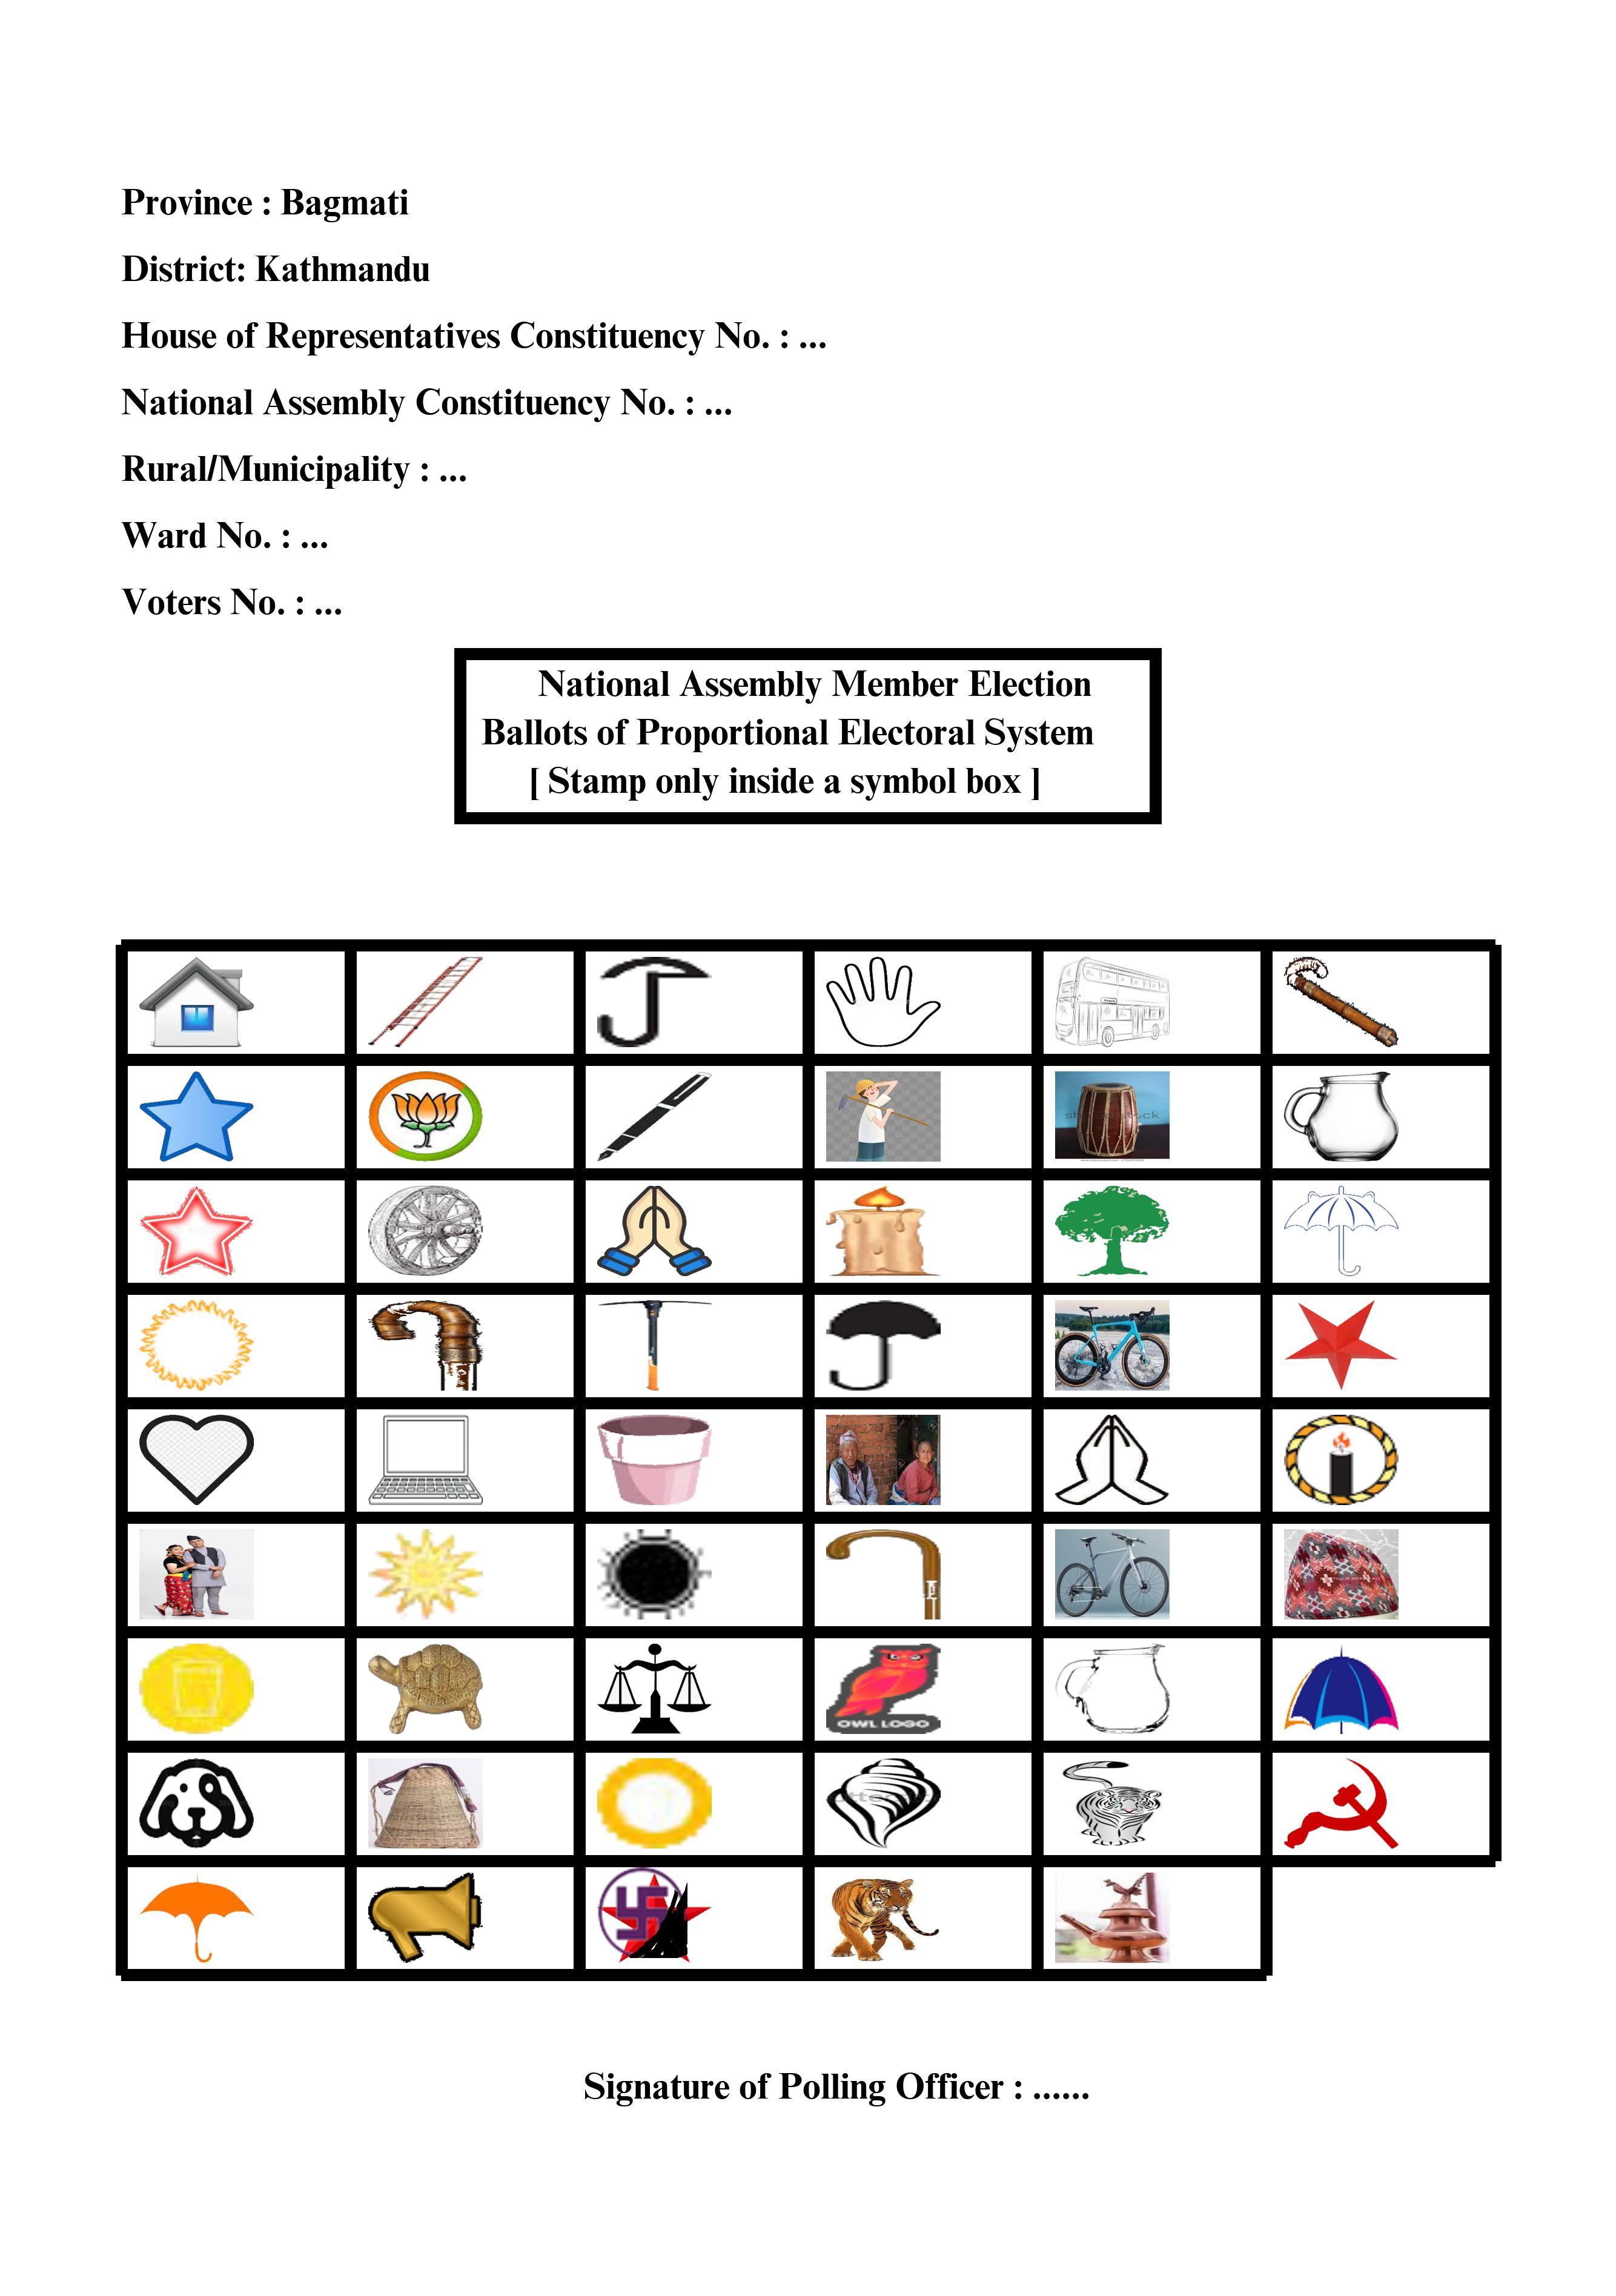 Province : Bagmati
District: Kathmandu
House of Representatives Constituency No. : ...
National Assembly Constituency No. : ...
Rural/Municipality : ...
Ward No. : ...
Voters No. : ...
National Assembly Member Election
Ballots of Proportional Electoral System
[ Stamp only inside a symbol box ]
OWL LOGO
Signature of Polling Officer : ......